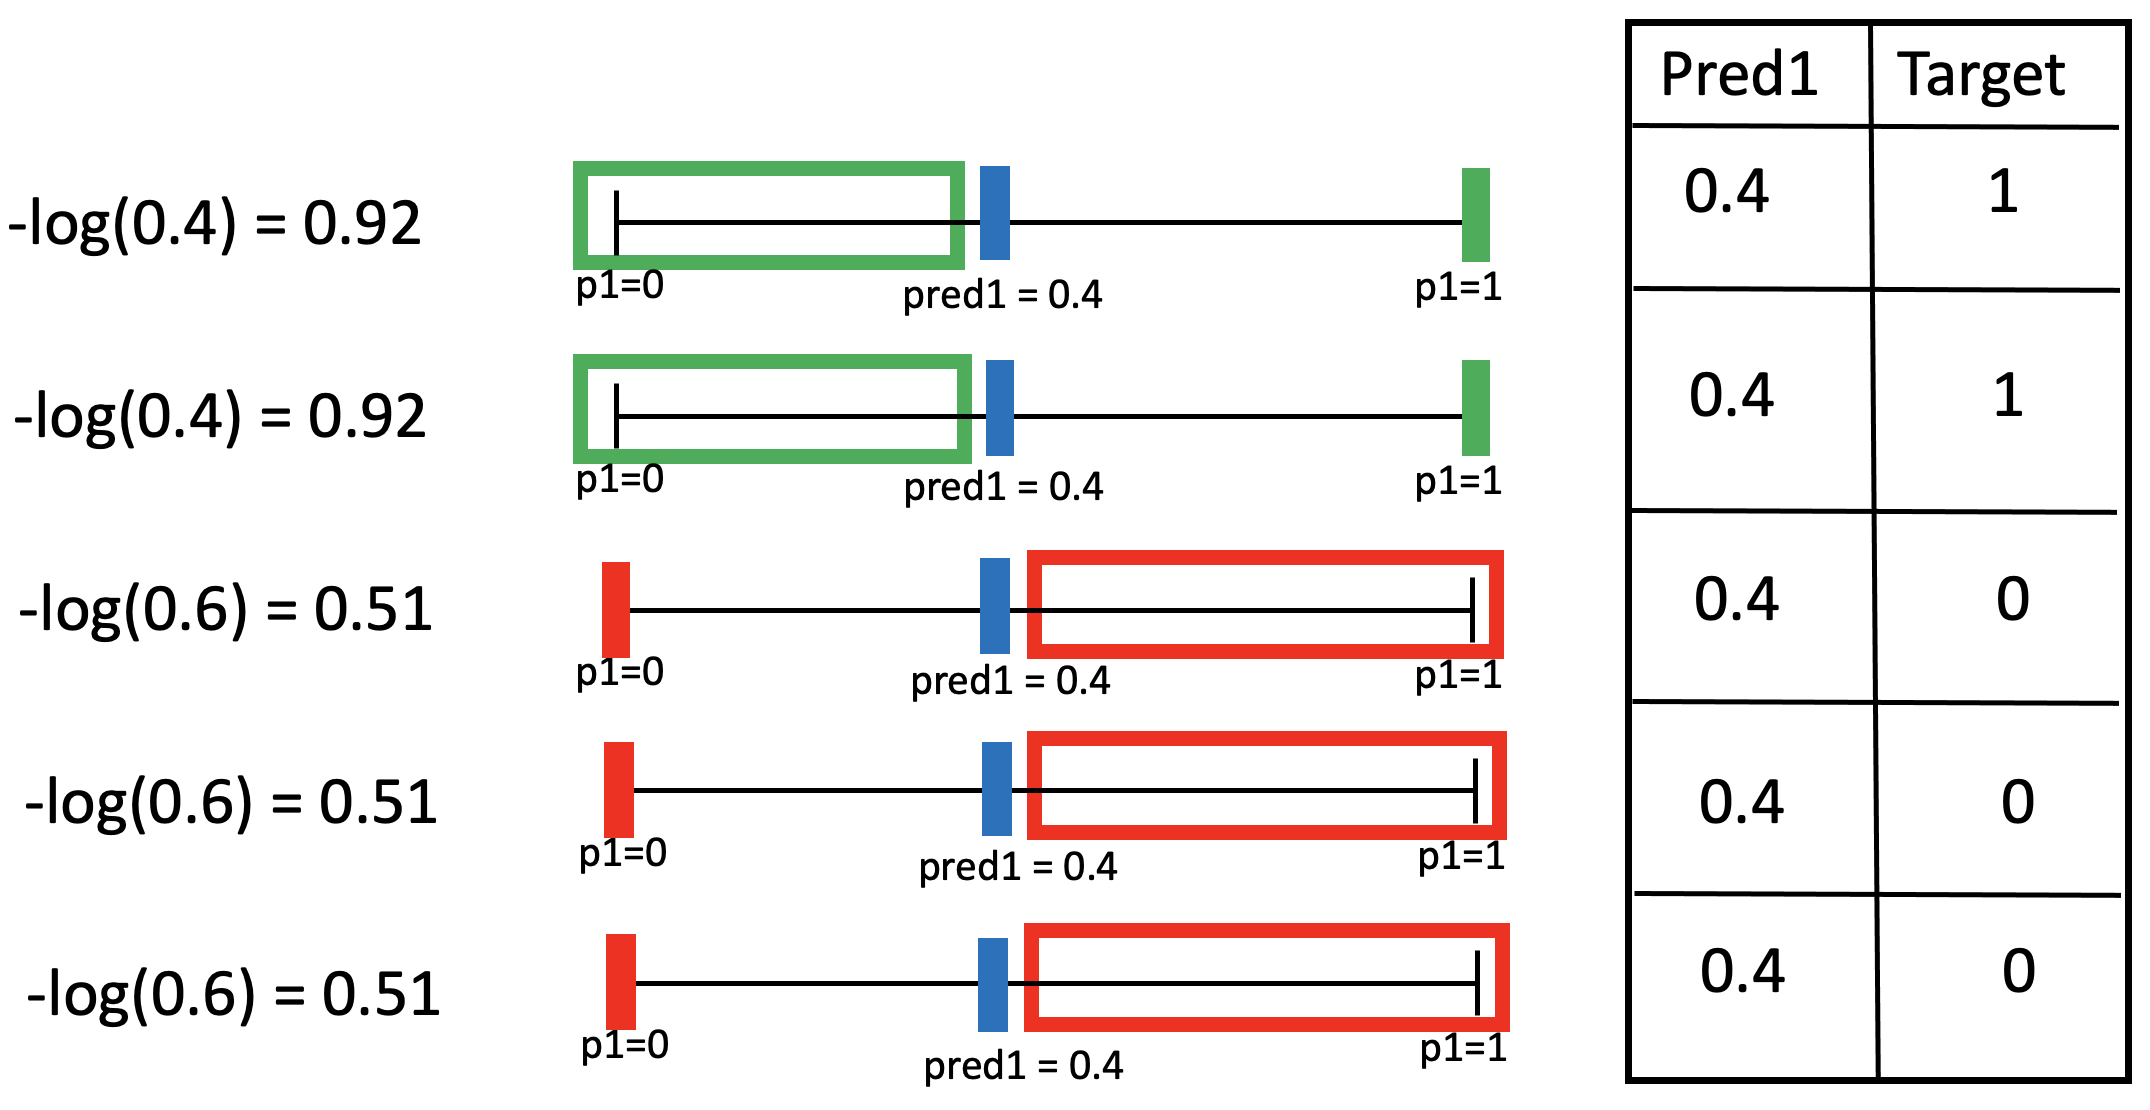 Pred1 Target
-log(0.4) = 0.92
p1=0 pred1 = 0.4 p1=1
0.4 1
-log(0.4) = 0.92
p1=0 pred1 = 0.4 p1=1
0.4 1
-log(0.6) = 0.51
p1=0 pred1 = 0.4 p1=1
0.4 0
-log(0.6) = 0.51
p1=0 pred1 = 0.4 p1=1
0.4 0
-log(0.6) = 0.51
p1=0 pred1 = 0.4 p1=1
0.4 0